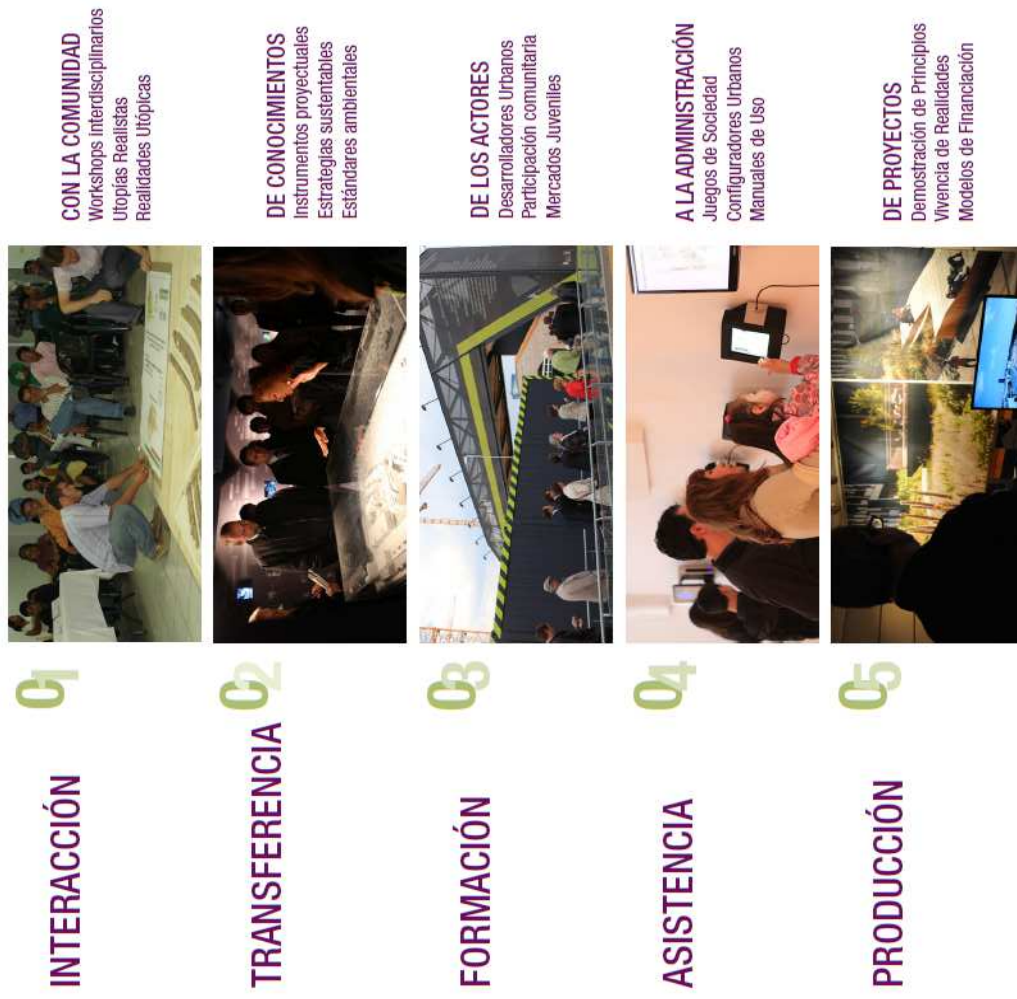 INTERACCIÓN
01
CON LA COMUNIDAD
Workshops interdisciplinarios
Utopías Realistas
Realidades Utópicas
TRANSFERENCIA
02
DE CONOCIMIENTOS
Instrumentos proyectuales
Estrategias sustentables
Estándares ambientales
FORMACIÓN
03
DE LOS ACTORES
Desarrolladores Urbanos
Participación comunitaria
Mercados Juveniles
ASISTENCIA
04
A LA ADMINISTRACIÓN
Juegos de Sociedad
Configuradores Urbanos
Manuales de Uso
PRODUCCIÓN
05
DE PROYECTOS
Demostración de Principios
Vivencia de Realidades
Modelos de Financiación